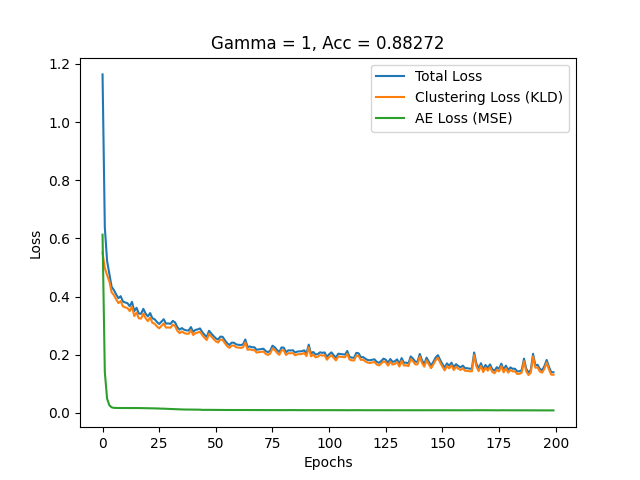 Gamma = 1, Acc = 0.88272
Total Loss
Clustering Loss (KLD)
AE Loss (MSE)
Loss
1.2
1.0
0.8
0.6
0.4
0.2
0.0
0 25 50 75 100 125 150 175 200
Epochs